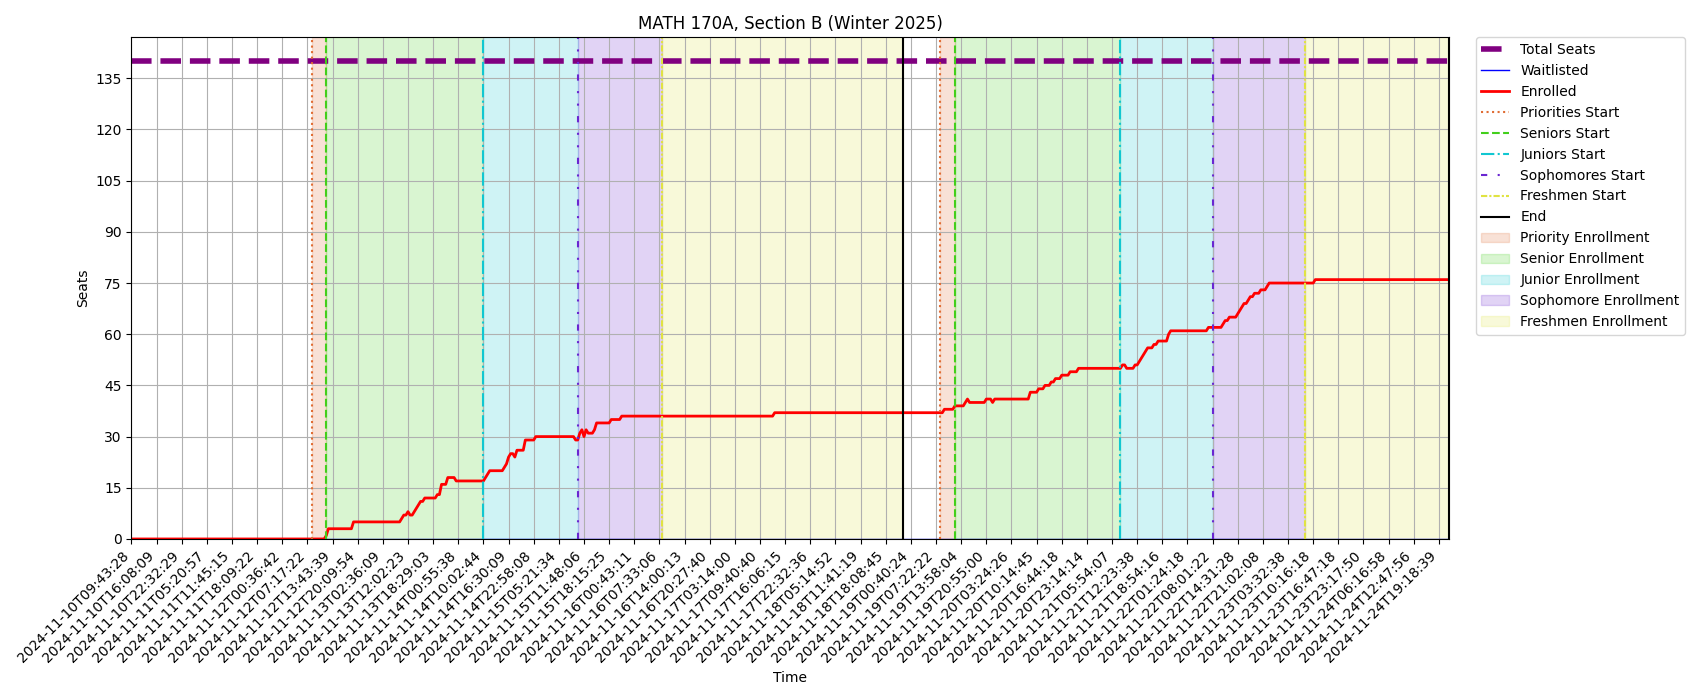 MATH 170A, Section B (Winter 2025)
Seats
135
120
105
90
75
60
45
30
15
0
2024-11-10T09:43:28
2024-11-10T16:08:09
2024-11-10T22:32:29
2024-11-11T05:20:57
2024-11-11T11:45:15
2024-11-11T18:09:22
2024-11-12T00:36:42
2024-11-12T07:17:22
2024-11-12T13:43:39
2024-11-12T20:09:54
2024-11-13T02:36:09
2024-11-13T12:02:23
2024-11-13T18:29:03
2024-11-14T00:55:38
2024-11-14T10:02:44
2024-11-14T16:30:09
2024-11-14T22:58:08
2024-11-15T05:21:34
2024-11-15T11:48:06
2024-11-15T18:15:25
2024-11-16T00:43:11
2024-11-16T07:33:06
2024-11-16T14:00:13
2024-11-16T20:27:40
2024-11-17T03:14:00
2024-11-17T09:40:40
2024-11-17T16:06:15
2024-11-17T22:32:36
2024-11-18T05:14:52
2024-11-18T11:41:19
2024-11-18T18:08:45
2024-11-19T00:40:24
2024-11-19T07:22:22
2024-11-19T13:58:04
2024-11-19T20:55:00
2024-11-20T03:24:26
2024-11-20T10:14:45
2024-11-20T16:44:18
2024-11-20T23:14:14
2024-11-21T05:54:07
2024-11-21T12:23:38
2024-11-21T18:54:16
2024-11-22T01:24:18
2024-11-22T08:01:22
2024-11-22T14:31:28
2024-11-22T21:02:08
2024-11-23T03:32:38
2024-11-23T10:16:18
2024-11-23T16:47:18
2024-11-23T23:17:50
2024-11-24T06:16:58
2024-11-24T12:47:56
2024-11-24T19:18:39
Time
Total Seats
Waitlisted
Enrolled
Priorities Start
Seniors Start
Juniors Start
Sophomores Start
Freshmen Start
End
Priority Enrollment
Senior Enrollment
Junior Enrollment
Sophomore Enrollment
Freshmen Enrollment